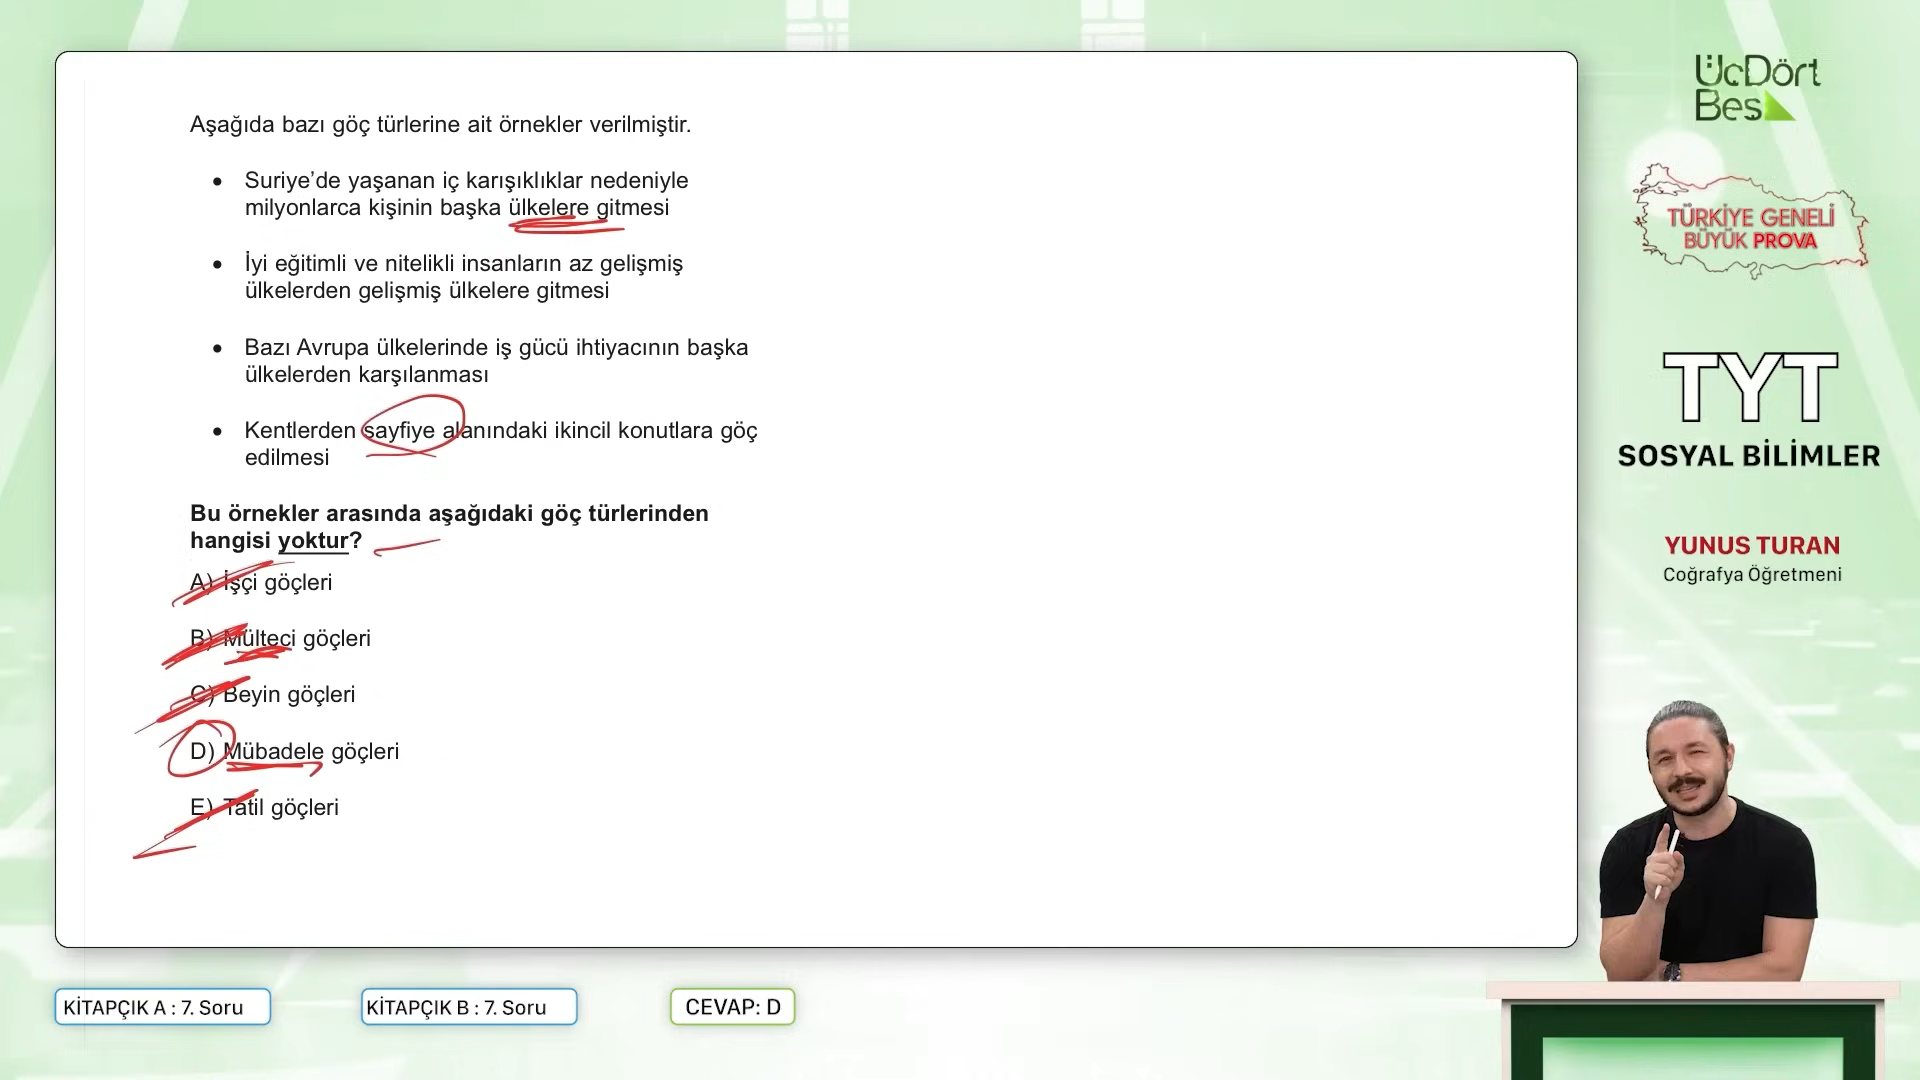 Aşağıda bazı göç türlerine ait örnekler verilmiştir.
• Suriye’de yaşanan iç karışıklıklar nedeniyle
milyonlarca kişinin başka ülkelere gitmesi
• İyi eğitimli ve nitelikli insanların az gelişmiş
ülkelerden gelişmiş ülkelere gitmesi
• Bazı Avrupa ülkelerinde iş gücü ihtiyacının başka
ülkelerden karşılanması
• Kentlerden sayfiye alanındaki ikincil konutlara göç
edilmesi
Bu örnekler arasında aşağıdaki göç türlerinden
hangisi yoktur?
A) İşçi göçleri
B) Mülteci göçleri
C) Beyin göçleri
D) Mübadele göçleri
E) Tatil göçleri
KİTAPÇIK A : 7. Soru
KİTAPÇIK B : 7. Soru
CEVAP: D
ÜçDört
Beş
TÜRKİYE GENELİ
BÜYÜK PROVA
TYT
SOSYAL BİLİMLER
YUNUS TURAN
Coğrafya Öğretmeni